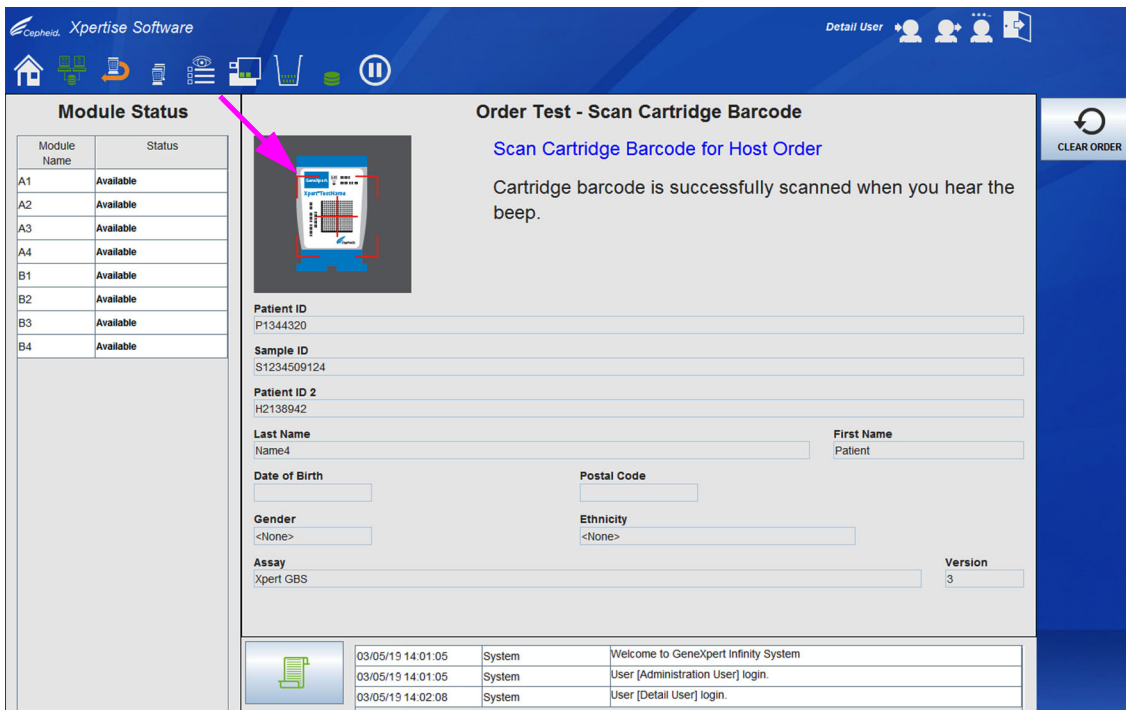 Cepheid. Xpertise Software
Detail User
Module Status
Module Name
Status
A1 Available
A2 Available
A3 Available
A4 Available
B1 Available
B2 Available
B3 Available
B4 Available
Order Test - Scan Cartridge Barcode
Scan Cartridge Barcode for Host Order
Cartridge barcode is successfully scanned when you hear the
beep.
GeneXpert
Xpert®TestName
Cepheid.
CLEAR ORDER
Patient ID
P1344320
Sample ID
S1234509124
Patient ID 2
H2138942
Last Name First Name
Name4 Patient
Date of Birth Postal Code
Gender Ethnicity
<None> <None>
Assay Version
Xpert GBS 3
03/05/19 14:01:05 System Welcome to GeneXpert Infinity System
03/05/19 14:01:05 System User [Administration User] login.
03/05/19 14:02:08 System User [Detail User] login.